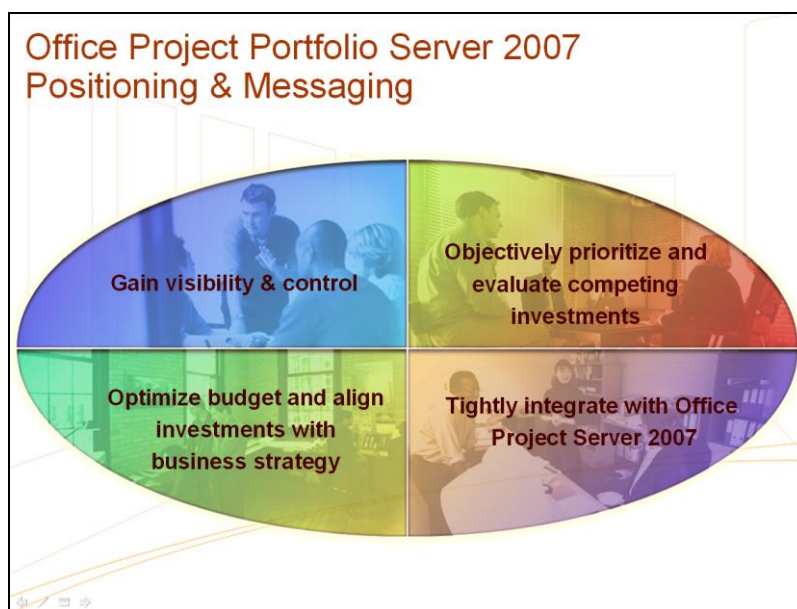 Office Project Portfolio Server 2007
Positioning & Messaging
Gain visibility & control
Objectively prioritize and
evaluate competing
investments
Optimize budget and align
investments with
business strategy
Tightly integrate with Office
Project Server 2007